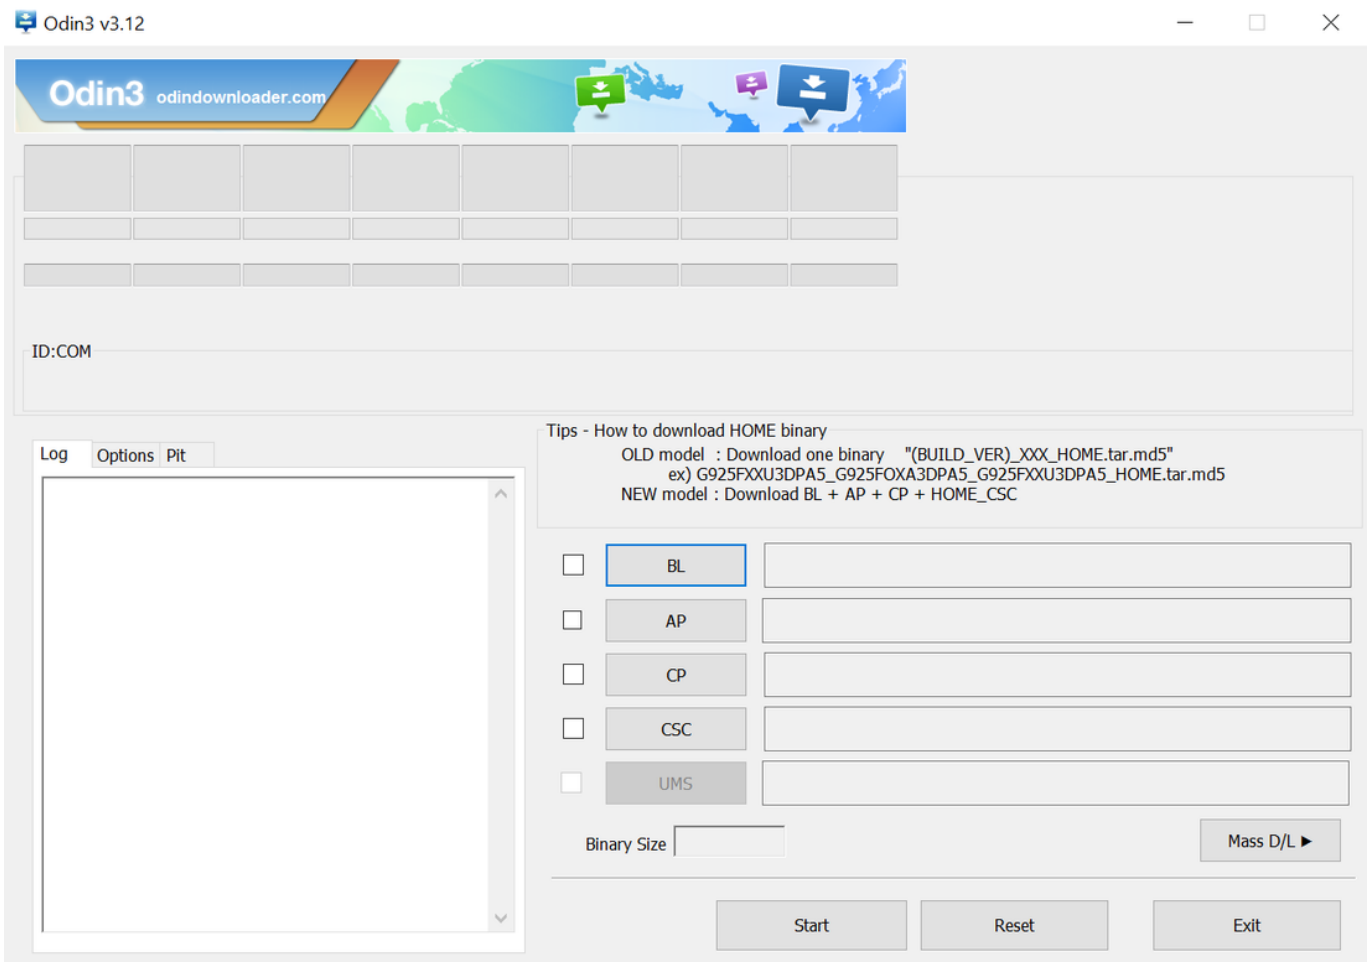 Odin3 v3.12
Odin3 odindownloader.com
ID:COM
Log Options Pit
Tips - How to download HOME binary
OLD model : Download one binary "(BUILD_VER)_XXX_HOME.tar.md5"
ex) G925FXXU3DPA5_G925FOXA3DPA5_G925FXXU3DPA5_HOME.tar.md5
NEW model : Download BL + AP + CP + HOME_CSC
BL
AP
CP
CSC
UMS
Binary Size
Mass D/L ►
Start Reset Exit